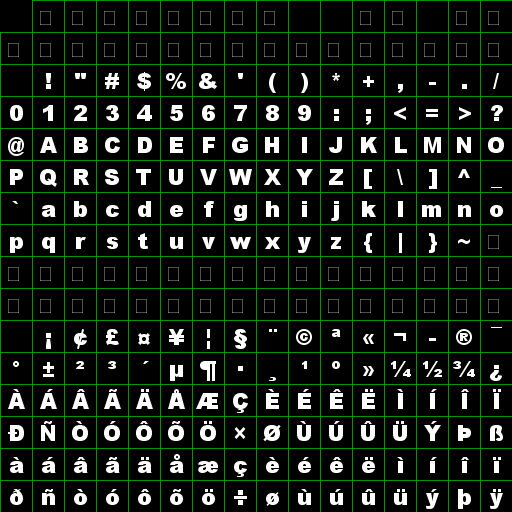 ! " # $ % & ' ( ) * + , - . /
0 1 2 3 4 5 6 7 8 9 : ; < = > ?
@ A B C D E F G H I J K L M N O
P Q R S T U V W X Y Z [ \ ] ^ _
` a b c d e f g h i j k l m n o
p q r s t u v w x y z { | } ~
¡ ¢ £ ¤ ¥ ¦ § ¨ © ª « ¬ - ® ¯
° ± ² ³ ´ µ ¶ · ¸ ¹ º » ¼ ½ ¾ ¿
À Á Â Ã Ä Å Æ Ç È É Ê Ë Ì Í Î Ï
Ð Ñ Ò Ó Ô Õ Ö × Ø Ù Ú Û Ü Ý Þ ß
à á â ã ä å æ ç è é ê ë ì í î ï
ð ñ ò ó ô õ ö ÷ ø ù ú û ü ý þ ÿ